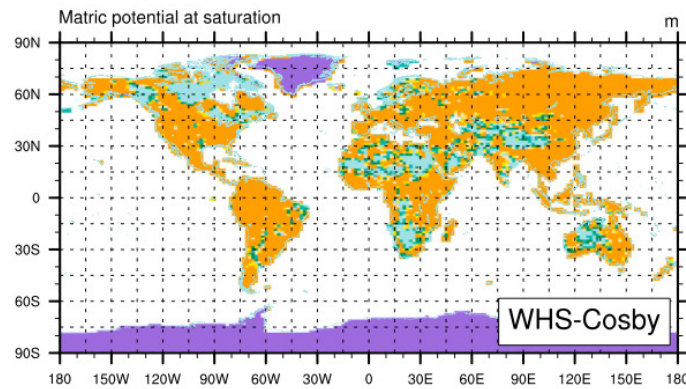 Matric potential at saturation m
90N
60N
30N
0
30S
60S
90S
WHS-Cosby
180 150W 120W 90W 60W 30W 0 30E 60E 90E 120E 150E 180